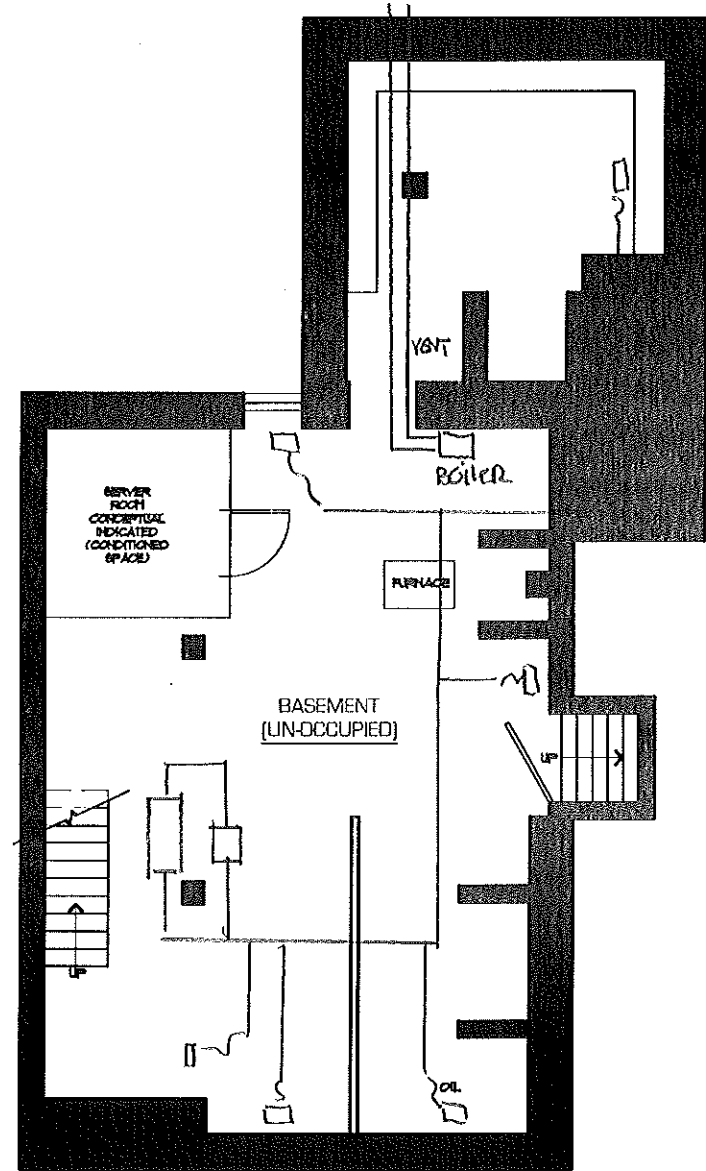 VENT
BOILER
SERVER
ROOM
CONCEPTUAL
INDICATED
(CONDITIONED
SPACE)
FURNACE
BASEMENT
(UN-OCCUPIED)
UP
UP
OIL